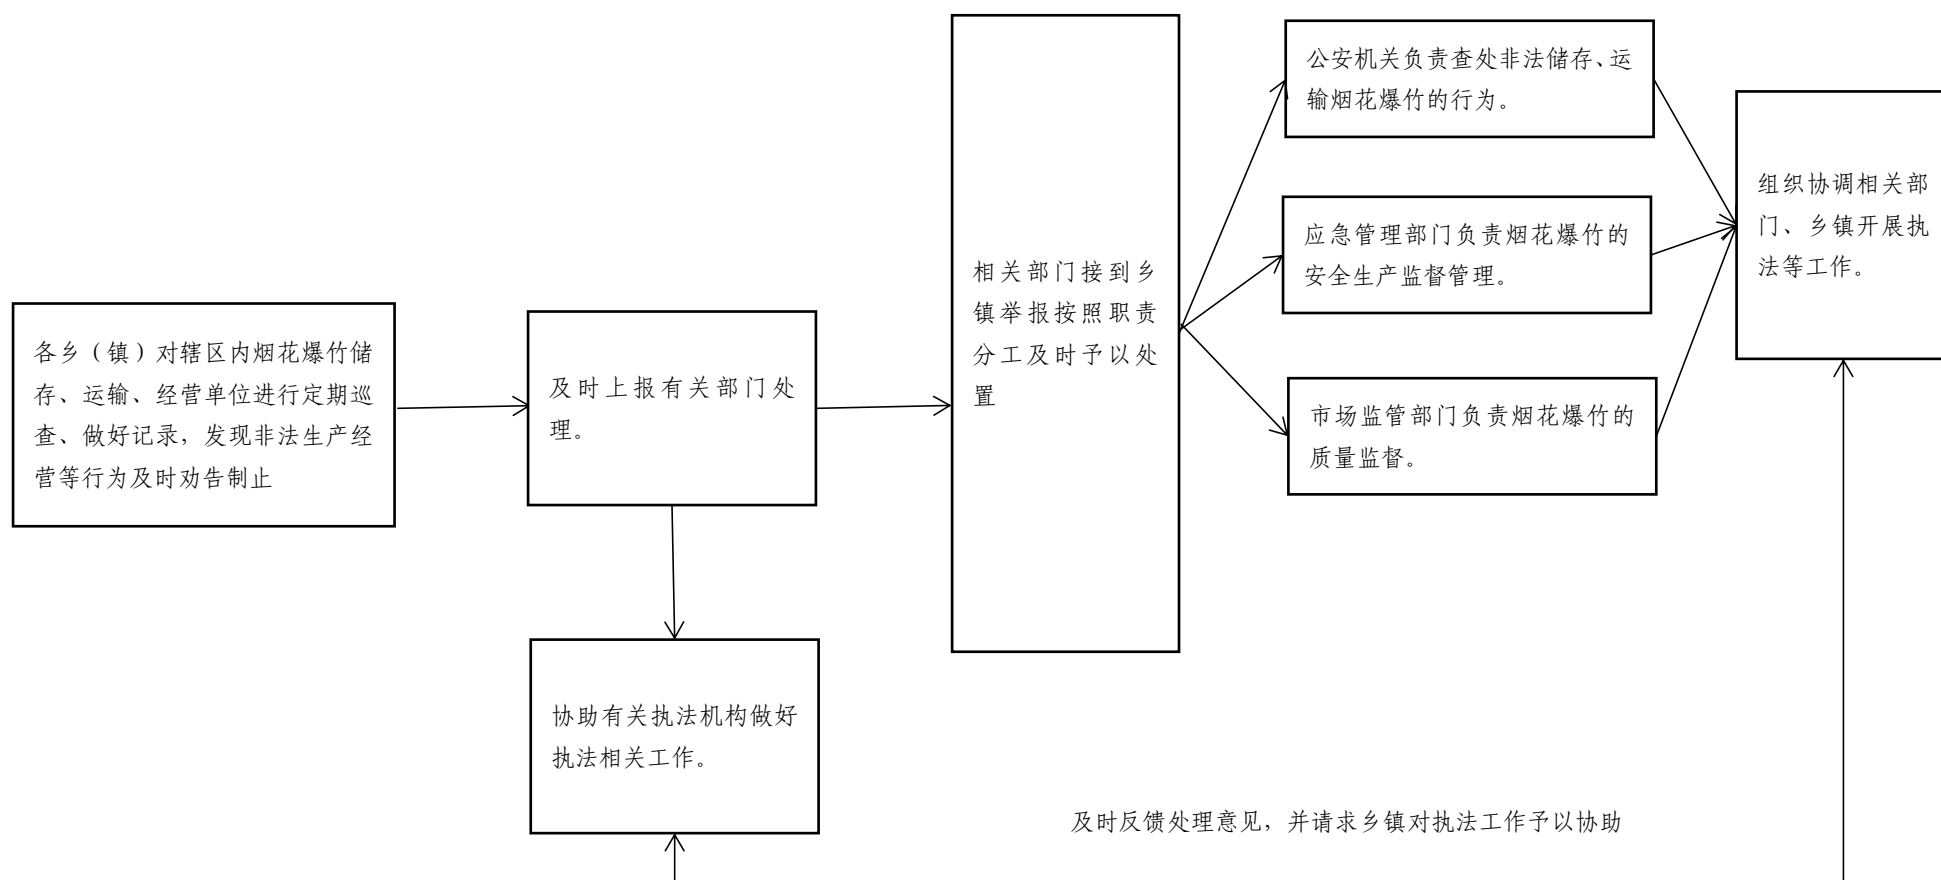 各乡（镇）对辖区内烟花爆竹储
存、运输、经营单位进行定期巡
查、做好记录，发现非法生产经
营等行为及时劝告制止
及时上报有关部门处
理。
协助有关执法机构做好
执法相关工作。
相关部门接到乡
镇举报按照职责
分工及时予以处
置
公安机关负责查处非法储存、运
输烟花爆竹的行为。
应急管理部门负责烟花爆竹的
安全生产监督管理。
市场监管部门负责烟花爆竹的
质量监督。
组织协调相关部
门、乡镇开展执
法等工作。
及时反馈处理意见，并请求乡镇对执法工作予以协助